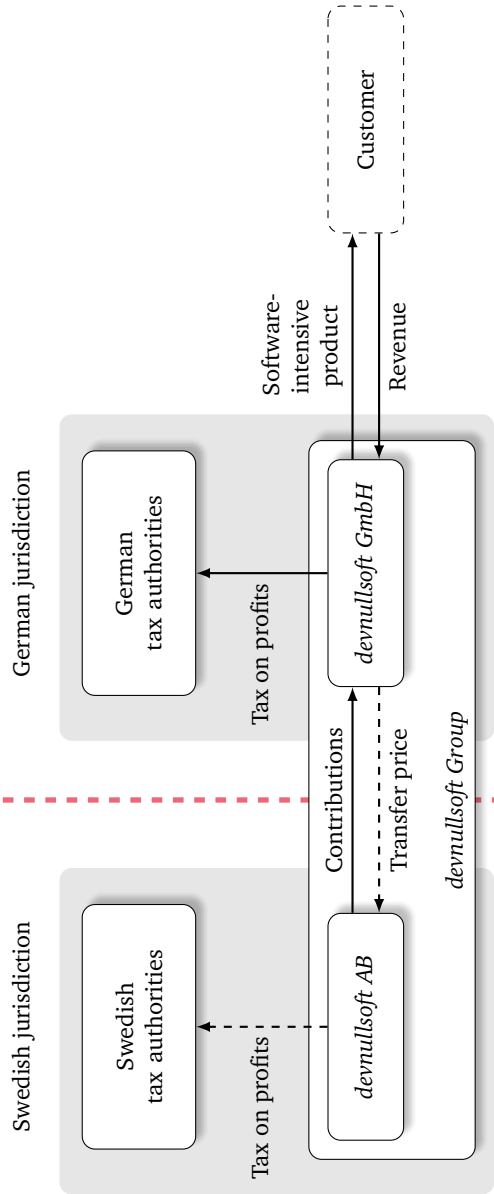 Swedish jurisdiction
German jurisdiction
Swedish
tax authorities
German
tax authorities
Tax on profits
Tax on profits
Software-
intensive
product
Contributions
devnullsoft AB
devnullsoft GmbH
Customer
Transfer price
Revenue
devnullsoft Group